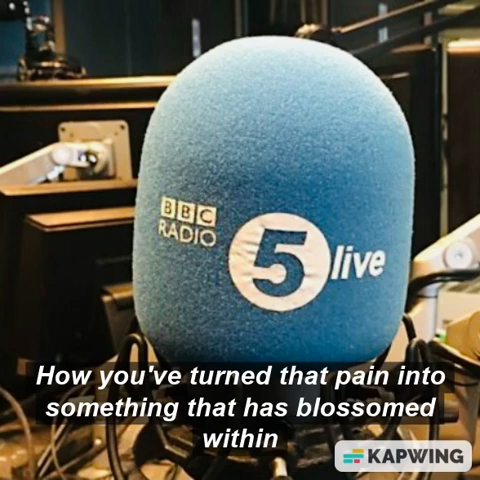 BBC
RADIO
5 live
How you've turned that pain into
something that has blossomed
within
KAPWING